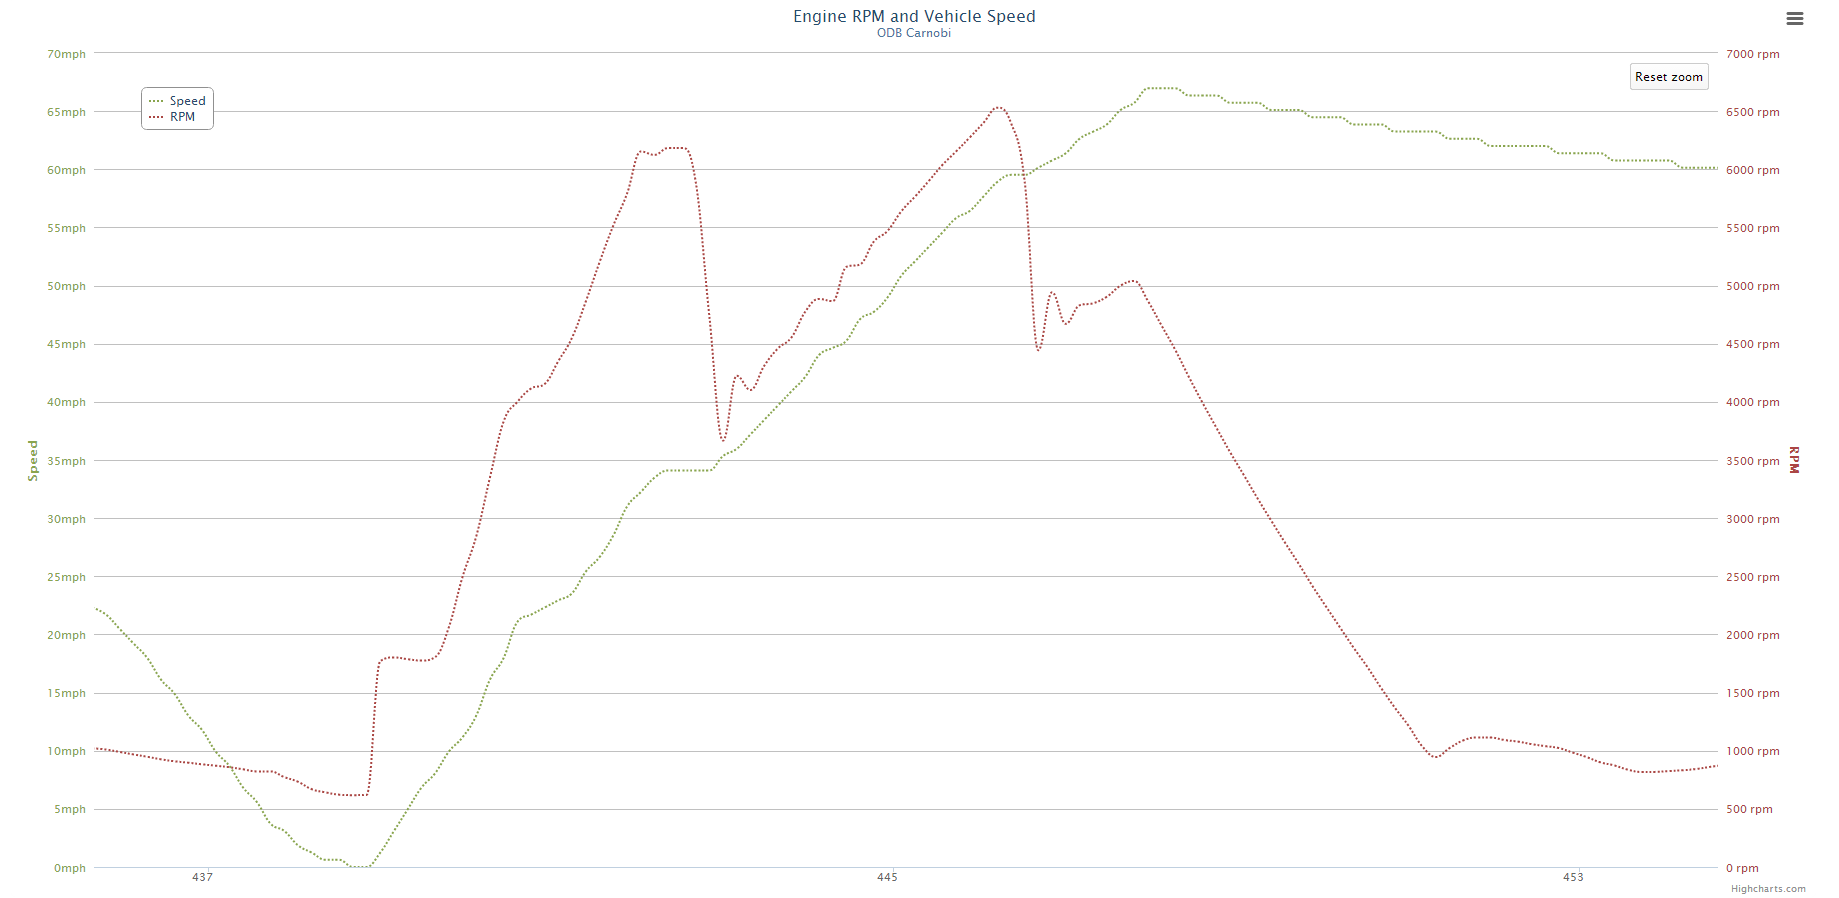 Engine RPM and Vehicle Speed
ODB Carnobi
Reset zoom
Speed
RPM
70mph
65mph
60mph
55mph
50mph
45mph
40mph
35mph
30mph
25mph
20mph
15mph
10mph
5mph
0mph
Speed
7000 rpm
6500 rpm
6000 rpm
5500 rpm
5000 rpm
4500 rpm
4000 rpm
3500 rpm
3000 rpm
2500 rpm
2000 rpm
1500 rpm
1000 rpm
500 rpm
0 rpm
RPM
437
445
453
Highcharts.com